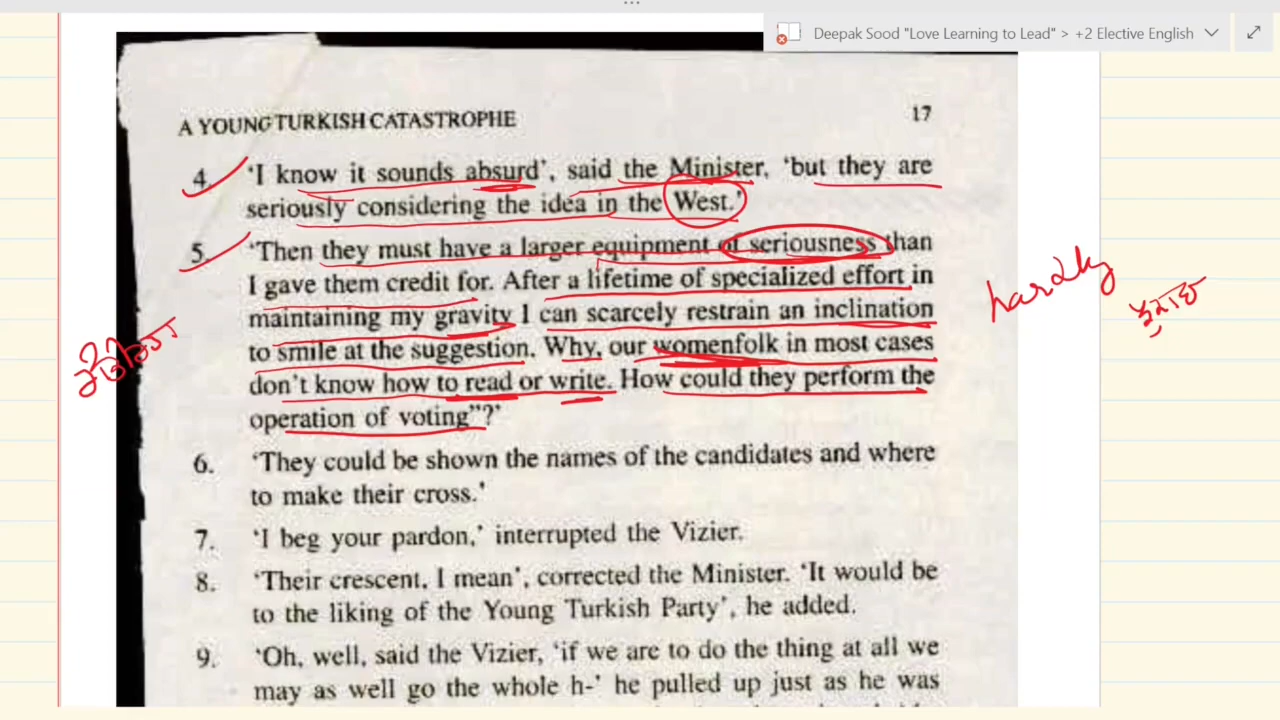 Deepak Sood "Love Learning to Lead" > +2 Elective English
A YOUNG TURKISH CATASTROPHE 17
4. 'I know it sounds absurd', said the Minister, 'but they are
seriously considering the idea in the West.'
5. 'Then they must have a larger equipment of seriousness than
I gave them credit for. After a lifetime of specialized effort in
maintaining my gravity I can scarcely restrain an inclination
to smile at the suggestion. Why, our womenfolk in most cases
don't know how to read or write. How could they perform the
operation of voting"?'
6. 'They could be shown the names of the candidates and where
to make their cross.'
7. 'I beg your pardon,' interrupted the Vizier.
8. 'Their crescent, I mean', corrected the Minister. 'It would be
to the liking of the Young Turkish Party', he added.
9. 'Oh, well, said the Vizier, 'if we are to do the thing at all we
may as well go the whole h-' he pulled up just as he was